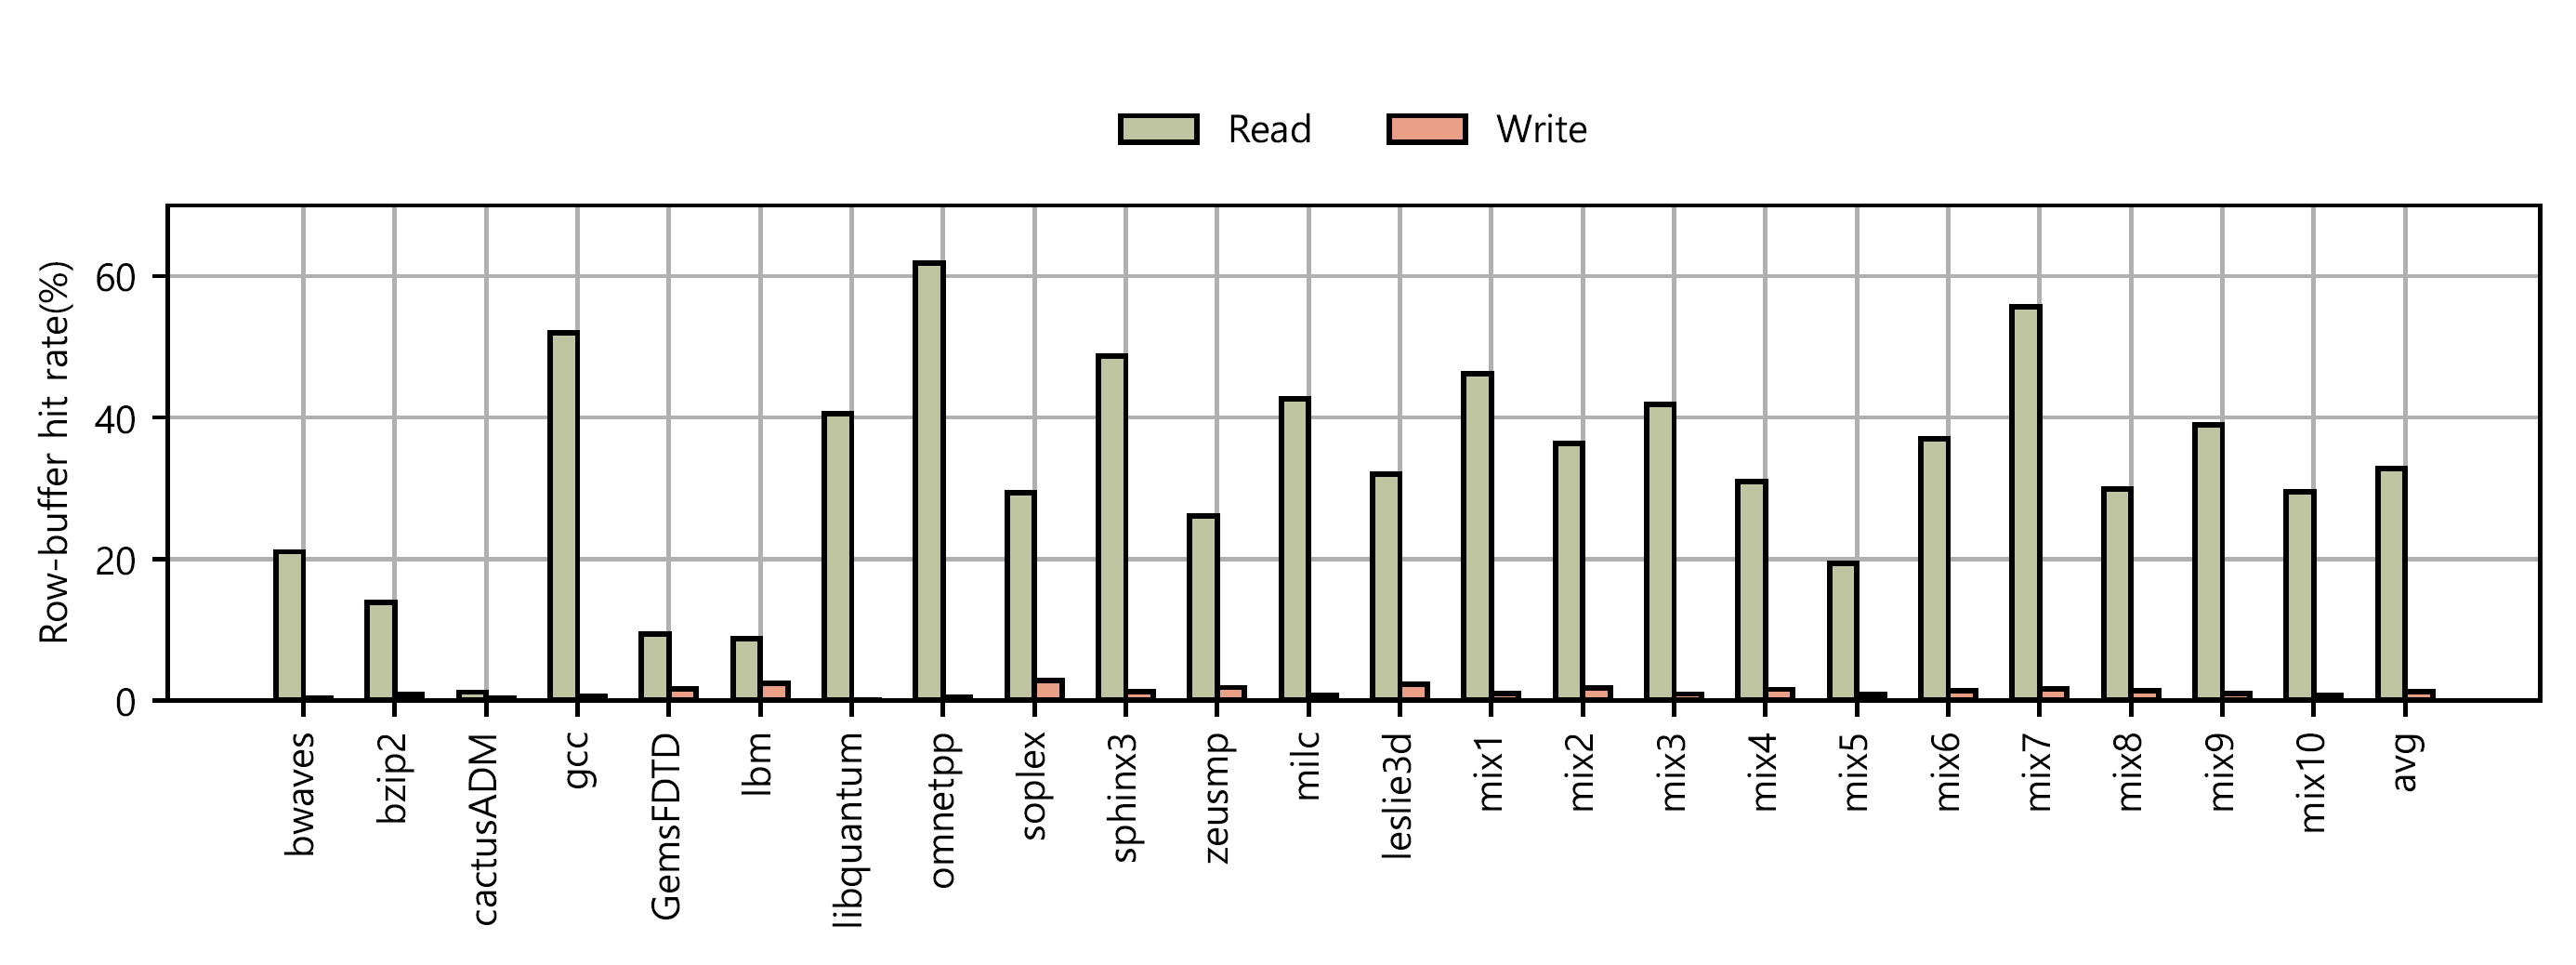 Read
Write
Row-buffer hit rate(%)
60
40
20
0
bwaves
bzip2
cactusADM
gcc
GemsFDTD
lbm
libquantum
omnetpp
soplex
sphinx3
zeusmp
milc
leslie3d
mix1
mix2
mix3
mix4
mix5
mix6
mix7
mix8
mix9
mix10
avg